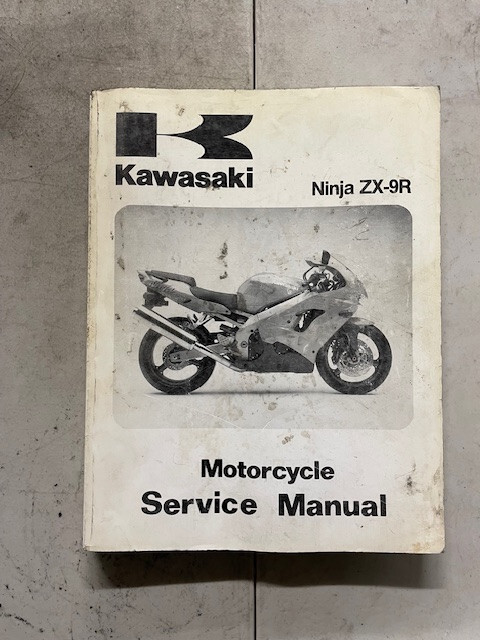 Kawasaki
Ninja ZX-9R
Motorcycle
Service Manual